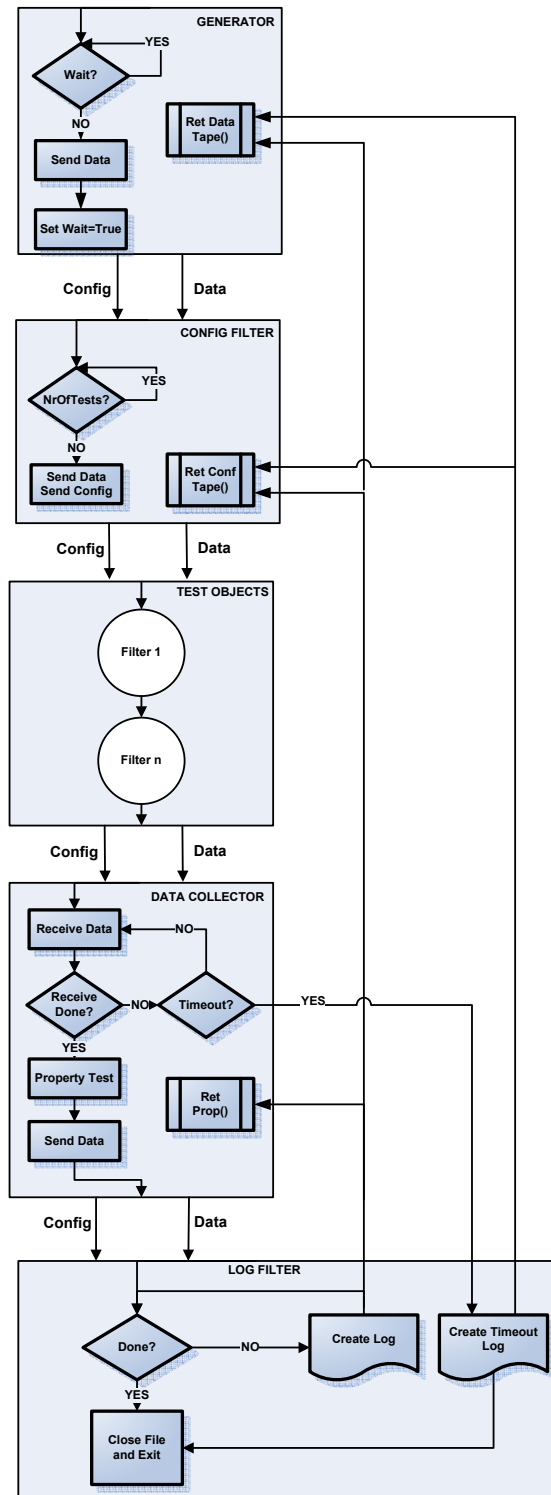 GENERATOR
YES
Wait?
NO
Ret Data
Tape()
Send Data
Set Wait=True
Config
Data
CONFIG FILTER
YES
NrOfTests?
NO
Ret Conf
Tape()
Send Data
Send Config
Config
Data
TEST OBJECTS
Filter 1
Filter n
Config
Data
DATA COLLECTOR
Receive Data
NO
Receive
Done?
NO
Timeout?
YES
YES
Property Test
Ret
Prop()
Send Data
Config
Data
LOG FILTER
Done?
NO
Create Log
Create Timeout
Log
YES
Close File
and Exit